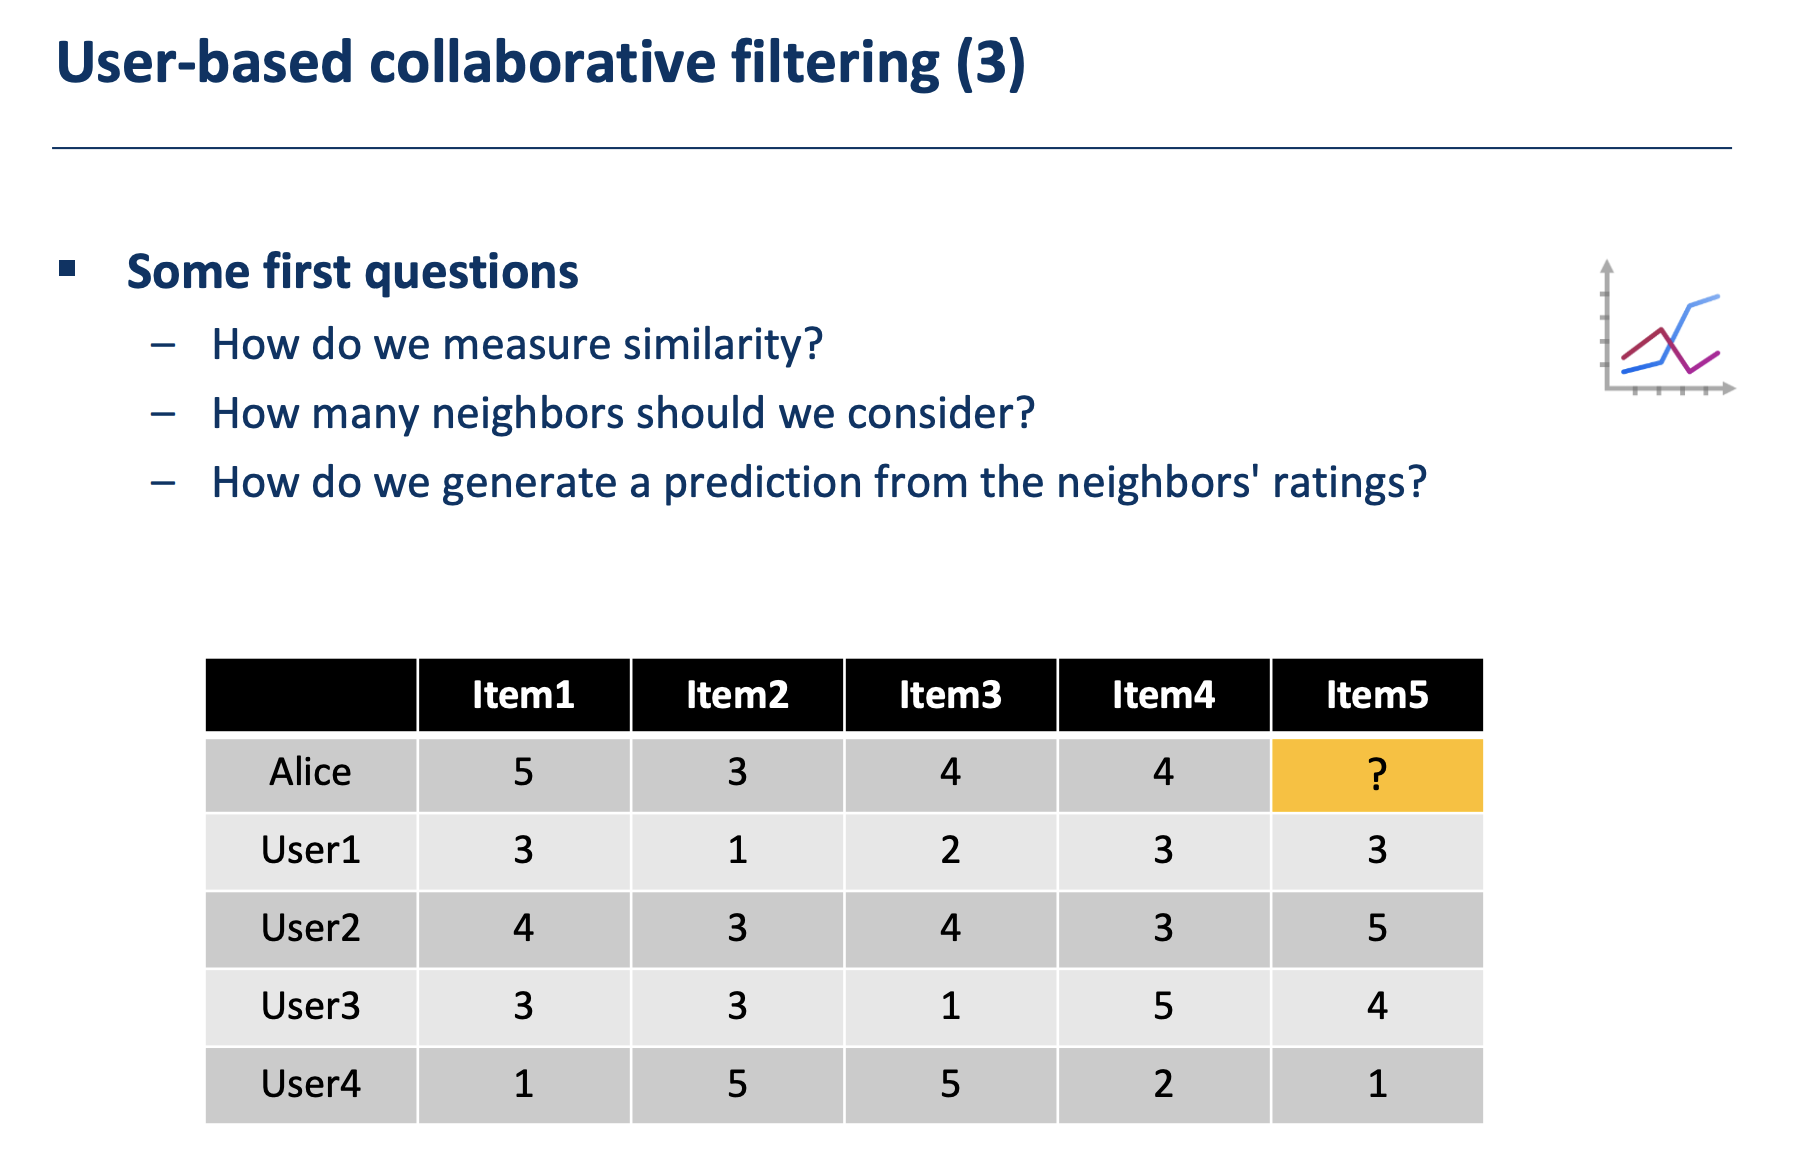 User-based collaborative filtering (3)
▪ Some first questions
– How do we measure similarity?
– How many neighbors should we consider?
– How do we generate a prediction from the neighbors' ratings?
Item1 Item2 Item3 Item4 Item5
Alice 5 3 4 4 ?
User1 3 1 2 3 3
User2 4 3 4 3 5
User3 3 3 1 5 4
User4 1 5 5 2 1